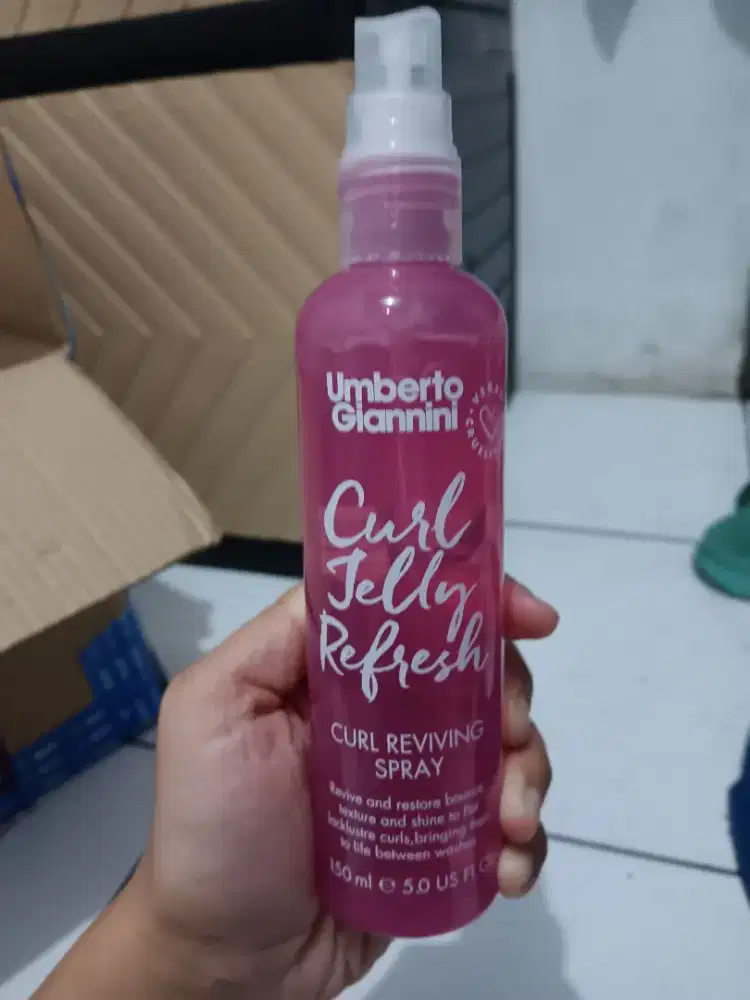 Umberto
Giannini
Curl
Jelly
Refresh
CURL REVIVING
SPRAY
Revive and restore bounce,
texture and shine to flat
lacklustre curls, bringing
to life between washes
150 ml ℮ 5.0 US FL